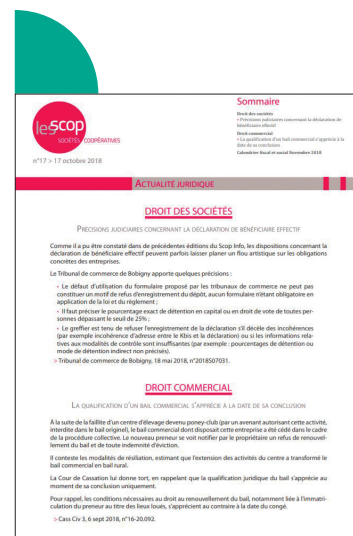 lescop
SOCIÉTÉS COOPÉRATIVES
n°17 > 17 octobre 2018
Sommaire
Droit des sociétés
• Précisions judiciaires concernant la déclaration de
bénéficiaire effectif
Droit commercial
• La qualification d'un bail commercial s'apprécie à la
date de sa conclusion
Calendrier fiscal et social Novembre 2018
ACTUALITÉ JURIDIQUE
DROIT DES SOCIÉTÉS
PRÉCISIONS JUDICIAIRES CONCERNANT LA DÉCLARATION DE BÉNÉFICIAIRE EFFECTIF
Comme il a pu être constaté dans de précédentes éditions du Scop Info, les dispositions concernant la
déclaration de bénéficiaire effectif peuvent parfois laisser planer un flou artistique sur les obligations
concrètes des entreprises.
Le Tribunal de commerce de Bobigny apporte quelques précisions :
• Le défaut d'utilisation du formulaire proposé par les tribunaux de commerce ne peut pas
constituer un motif de refus d'enregistrement du dépôt, aucun formulaire n'étant obligatoire en
application de la loi et du règlement ;
• Il faut préciser le pourcentage exact de détention en capital ou en droit de vote de toutes per-
sonnes dépassant le seuil de 25% ;
• Le greffier est tenu de refuser l'enregistrement de la déclaration s'il décèle des incohérences
(par exemple incohérence d'adresse entre le Kbis et la déclaration) ou si les informations rela-
tives aux modalités de contrôle sont insuffisantes (par exemple : pourcentages de détention ou
mode de détention indirect non précisés).
> Tribunal de commerce de Bobigny, 18 mai 2018, n°2018S07031.
DROIT COMMERCIAL
LA QUALIFICATION D'UN BAIL COMMERCIAL S'APPRÉCIE À LA DATE DE SA CONCLUSION
À la suite de la faillite d'un centre d'élevage devenu poney-club (par un avenant autorisant cette activité,
interdite dans le bail originel), le bail commercial dont disposait cette entreprise a été cédé dans le cadre
de la procédure collective. Le nouveau preneur se voit notifier par le propriétaire un refus de renouvel-
lement du bail et de toute indemnité d'éviction.
Il conteste les modalités de résiliation, estimant que l'extension des activités du centre a transformé le
bail commercial en bail rural.
La Cour de Cassation lui donne tort, en rappelant que la qualification juridique du bail s'apprécie au
moment de sa conclusion uniquement.
Pour rappel, les conditions nécessaires au droit au renouvellement du bail, notamment liée à l'immatri-
culation du preneur au titre des lieux loués, s'apprécient au contraire à la date du congé.
> Cass Civ 3, 6 sept 2018, n°16-20.092.